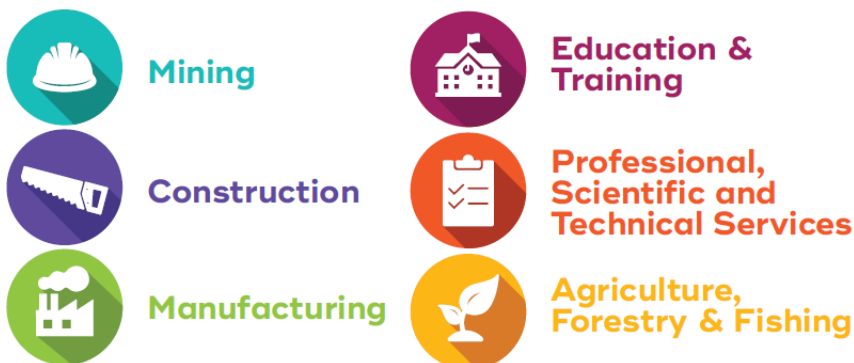 Mining
Construction
Manufacturing
Education &
Training
Professional,
Scientific and
Technical Services
Agriculture,
Forestry & Fishing